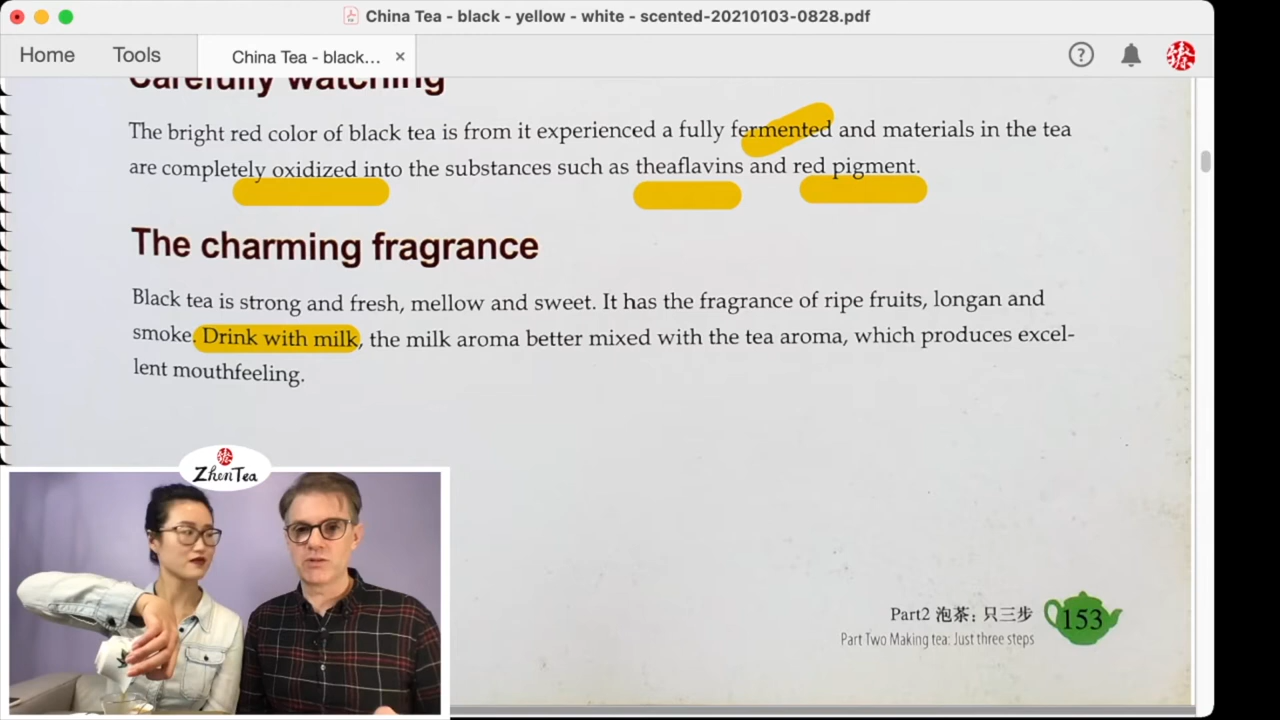 China Tea - black - yellow - white - scented-20210103-0828.pdf
Home
Tools
China Tea - black...
Carefully watching
The bright red color of black tea is from it experienced a fully fermented and materials in the tea
are completely oxidized into the substances such as theaflavins and red pigment.
The charming fragrance
Black tea is strong and fresh, mellow and sweet. It has the fragrance of ripe fruits, longan and
smoke. Drink with milk, the milk aroma better mixed with the tea aroma, which produces excel-
lent mouthfeeling.
ZhenTea
Part2 泡茶：只三步
153
Part Two Making tea: Just three steps